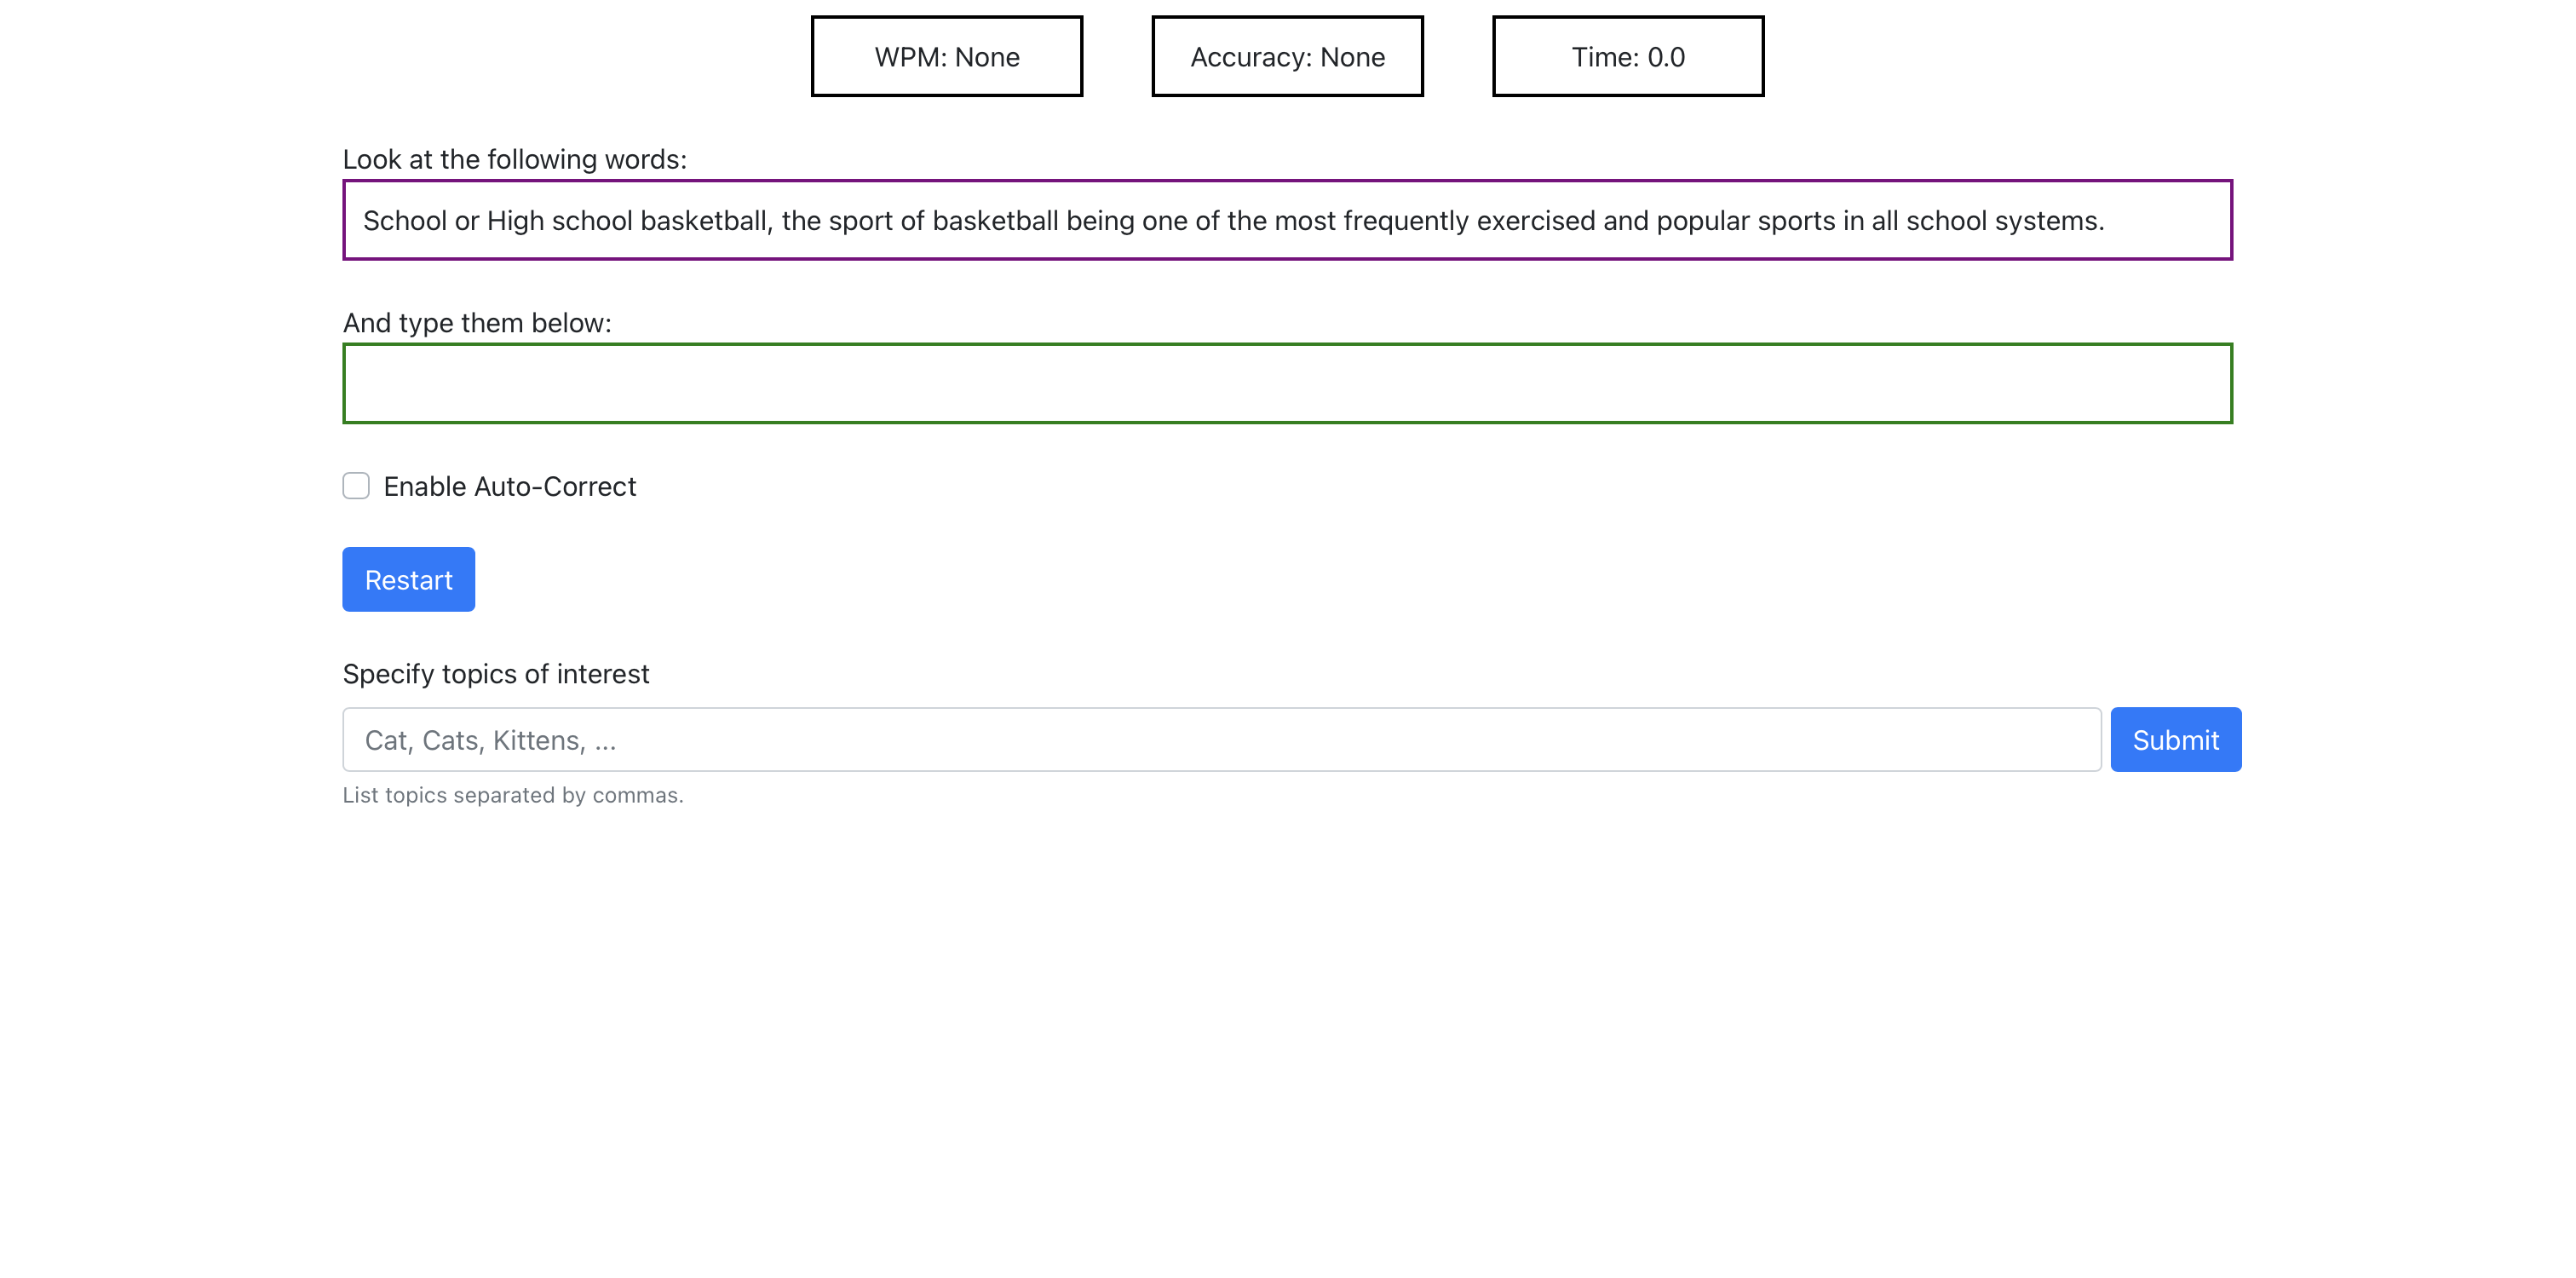 WPM: None Accuracy: None Time: 0.0
Look at the following words:
School or High school basketball, the sport of basketball being one of the most frequently exercised and popular sports in all school systems.
And type them below:
Enable Auto-Correct
Restart
Specify topics of interest
Cat, Cats, Kittens, ... Submit
List topics separated by commas.